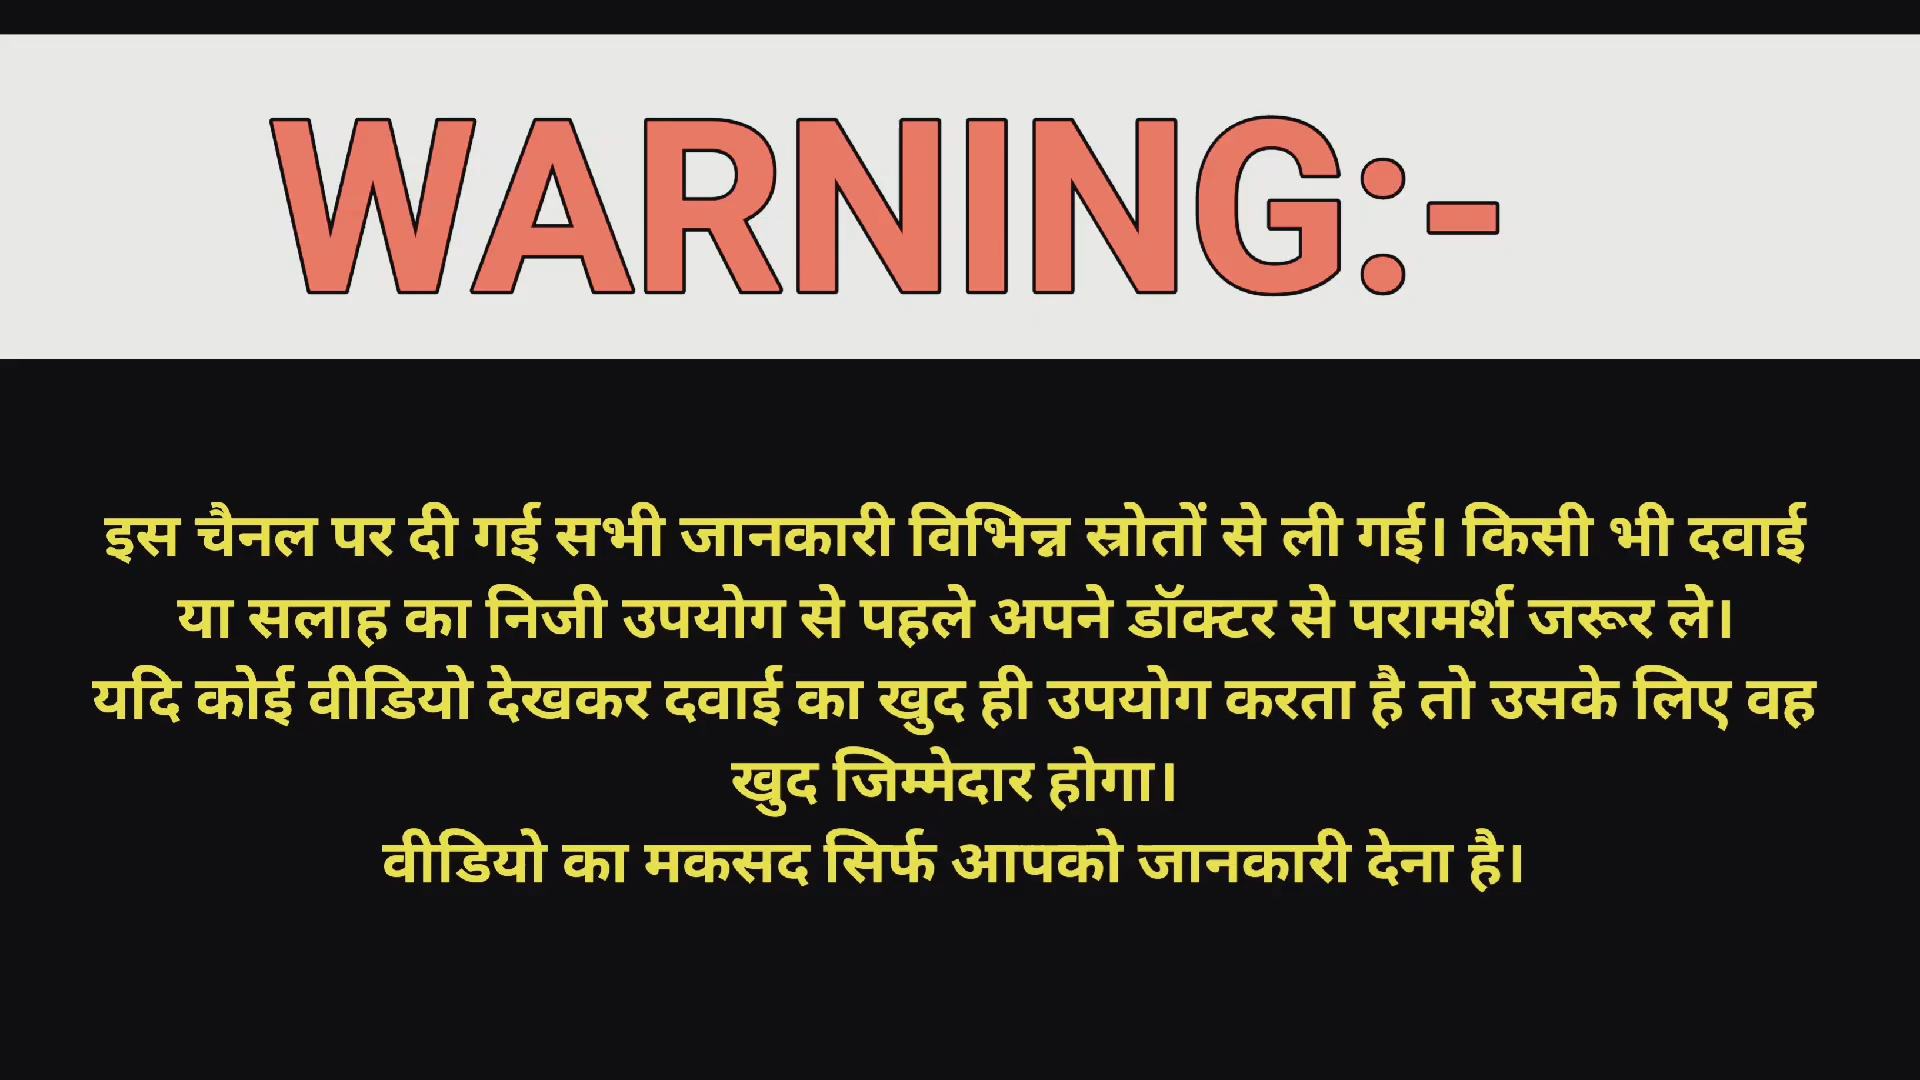 WARNING:-
इस चैनल पर दी गई सभी जानकारी विभिन्न स्रोतों से ली गई। किसी भी दवाई
या सलाह का निजी उपयोग से पहले अपने डॉक्टर से परामर्श जरूर ले।
यदि कोई वीडियो देखकर दवाई का खुद ही उपयोग करता है तो उसके लिए वह
खुद जिम्मेदार होगा।
वीडियो का मकसद सिर्फ आपको जानकारी देना है।